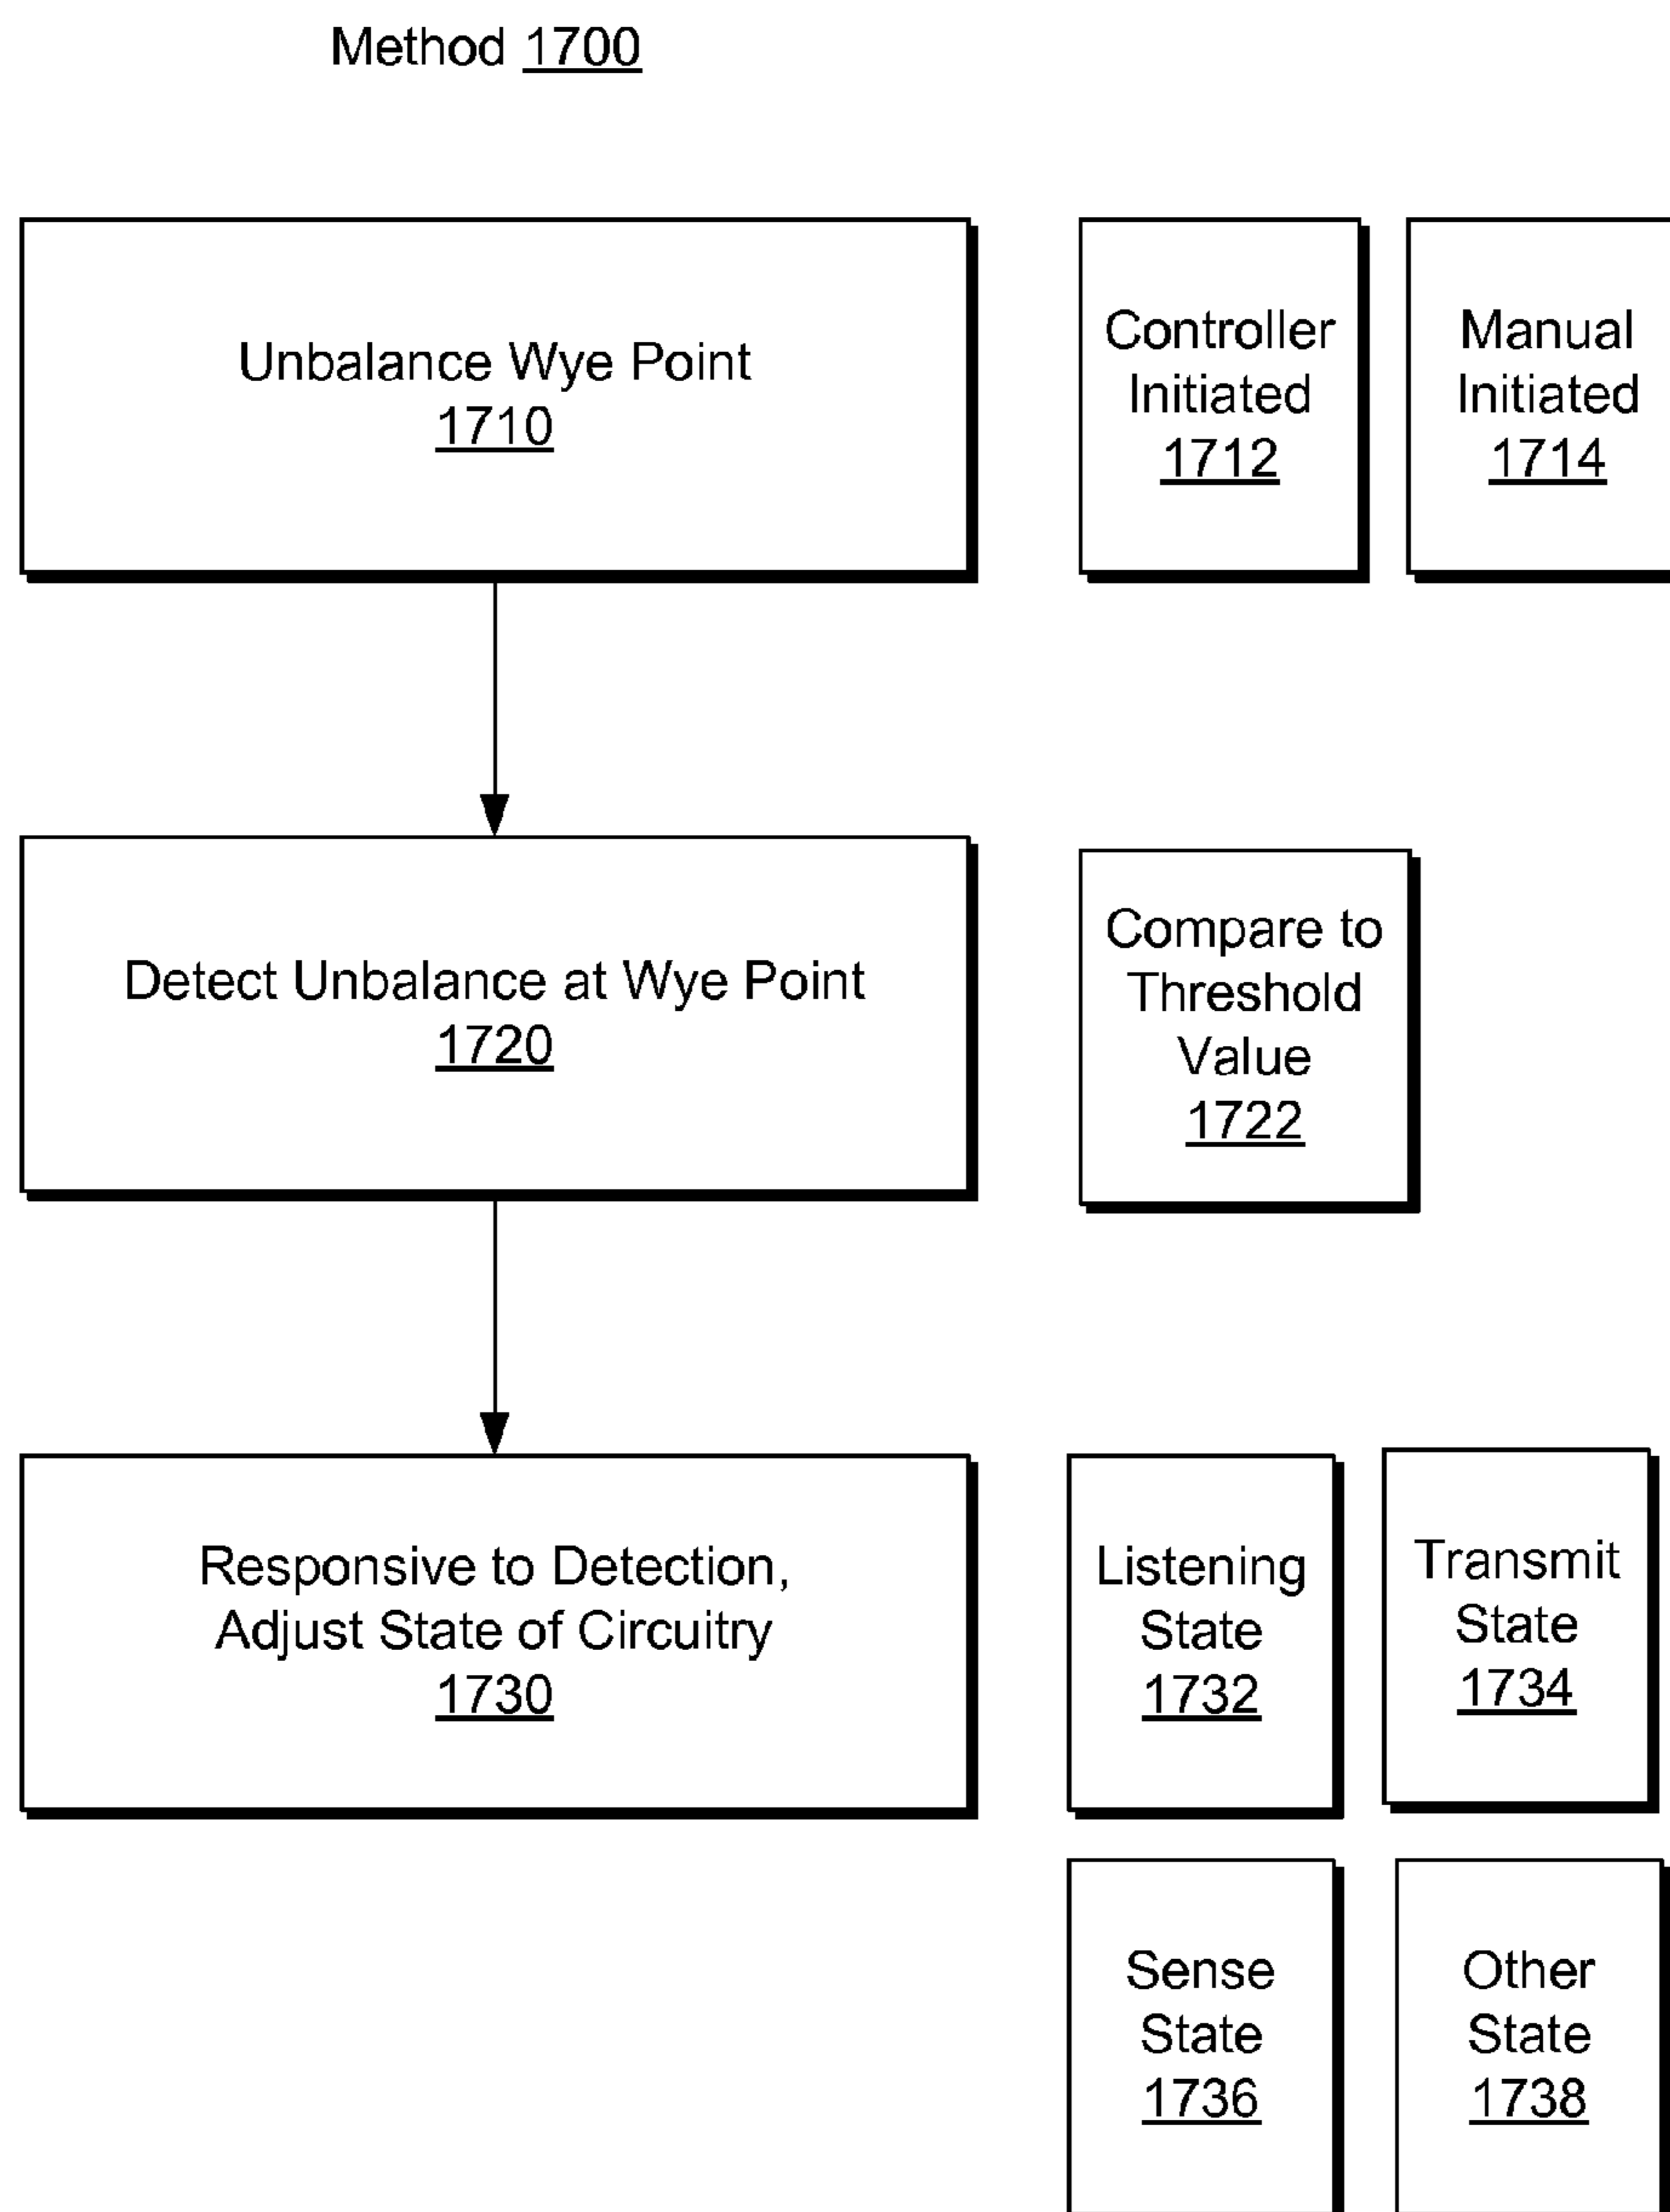 Method 1700
Unbalance Wye Point
1710
Controller
Initiated
1712
Manual
Initiated
1714
Detect Unbalance at Wye Point
1720
Compare to
Threshold
Value
1722
Responsive to Detection,
Adjust State of Circuitry
1730
Listening
State
1732
Transmit
State
1734
Sense
State
1736
Other
State
1738